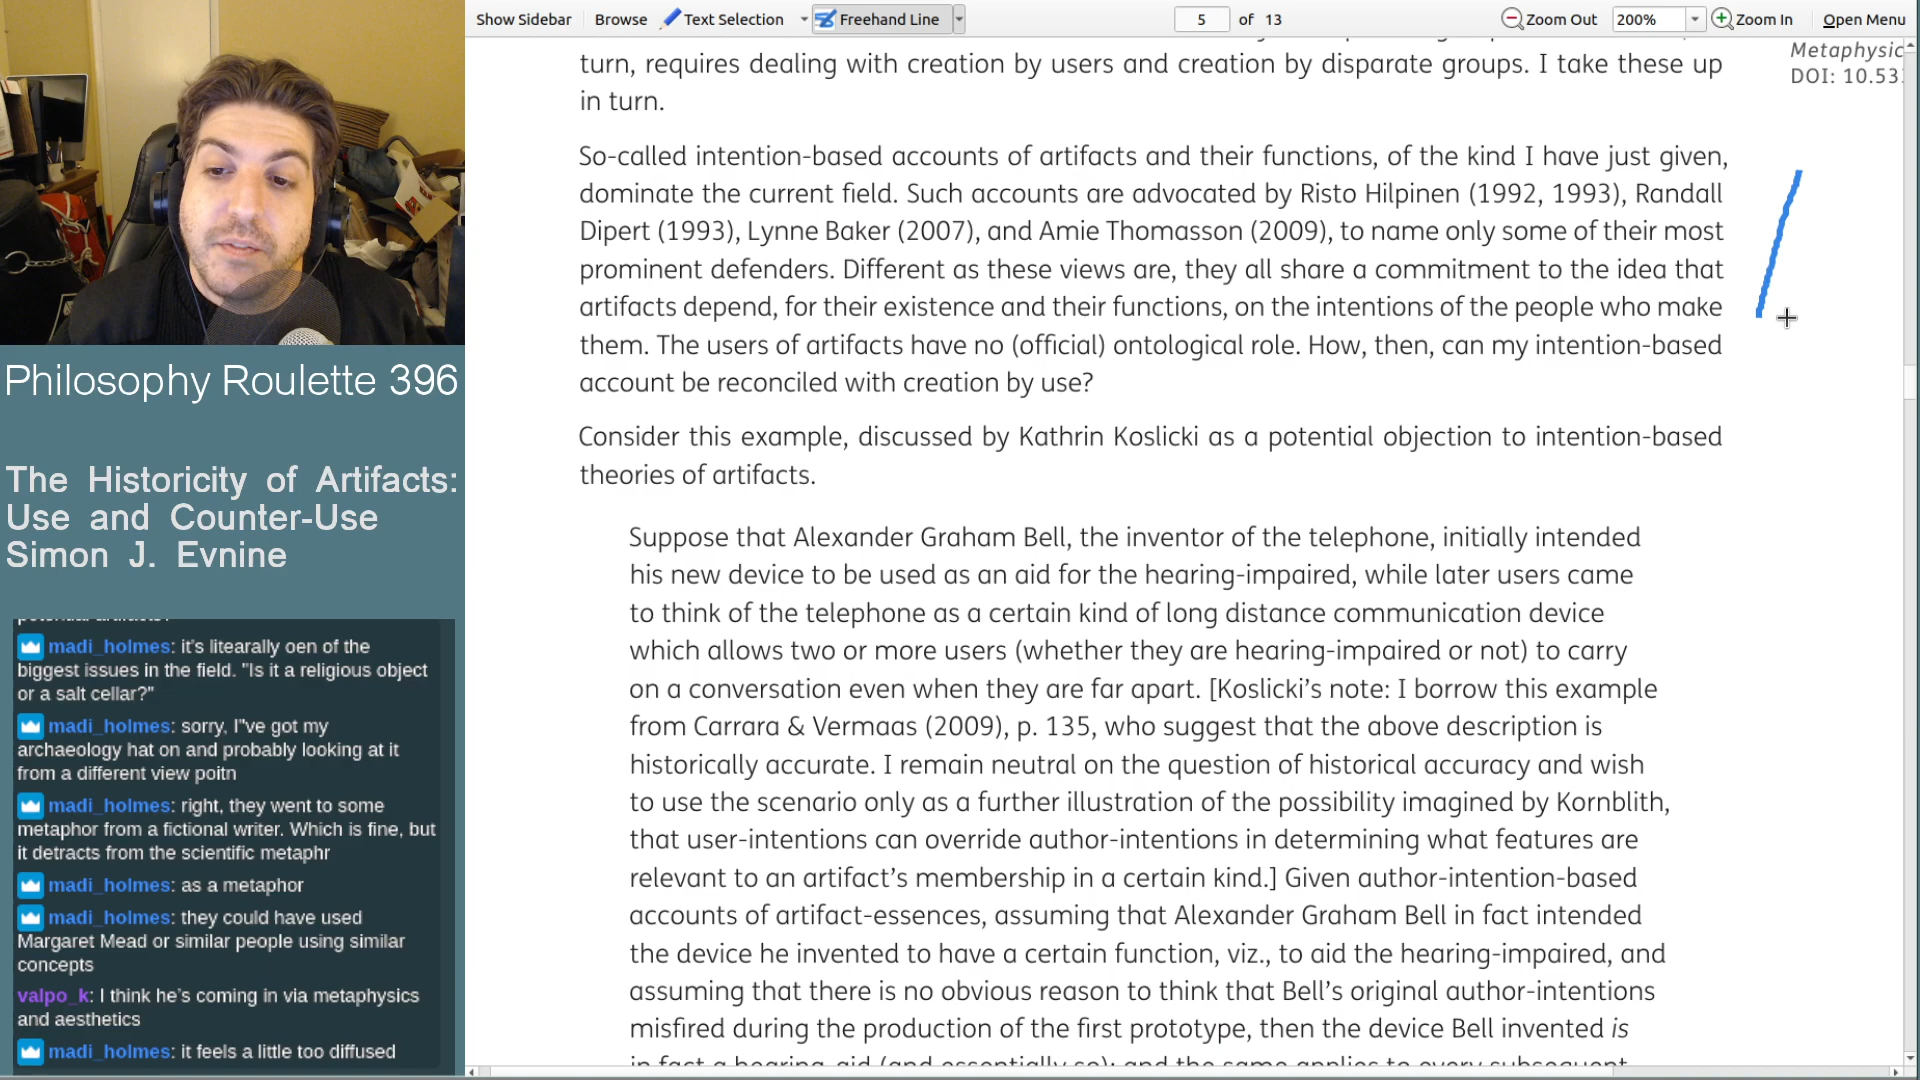 Show Sidebar Browse Text Selection Freehand Line 5 of 13 Zoom Out 200% Zoom In Open Menu
Metaphysic
DOI: 10.53
turn, requires dealing with creation by users and creation by disparate groups. I take these up
in turn.
So-called intention-based accounts of artifacts and their functions, of the kind I have just given,
dominate the current field. Such accounts are advocated by Risto Hilpinen (1992, 1993), Randall
Dipert (1993), Lynne Baker (2007), and Amie Thomasson (2009), to name only some of their most
prominent defenders. Different as these views are, they all share a commitment to the idea that
artifacts depend, for their existence and their functions, on the intentions of the people who make
them. The users of artifacts have no (official) ontological role. How, then, can my intention-based
account be reconciled with creation by use?
Consider this example, discussed by Kathrin Koslicki as a potential objection to intention-based
theories of artifacts.
Suppose that Alexander Graham Bell, the inventor of the telephone, initially intended
his new device to be used as an aid for the hearing-impaired, while later users came
to think of the telephone as a certain kind of long distance communication device
which allows two or more users (whether they are hearing-impaired or not) to carry
on a conversation even when they are far apart. [Koslicki’s note: I borrow this example
from Carrara & Vermaas (2009), p. 135, who suggest that the above description is
historically accurate. I remain neutral on the question of historical accuracy and wish
to use the scenario only as a further illustration of the possibility imagined by Kornblith,
that user-intentions can override author-intentions in determining what features are
relevant to an artifact’s membership in a certain kind.] Given author-intention-based
accounts of artifact-essences, assuming that Alexander Graham Bell in fact intended
the device he invented to have a certain function, viz., to aid the hearing-impaired, and
assuming that there is no obvious reason to think that Bell’s original author-intentions
misfired during the production of the first prototype, then the device Bell invented is
in fact a hearing-aid (and essentially so); and the same applies to every subsequent
Philosophy Roulette 396
The Historicity of Artifacts:
Use and Counter-Use
Simon J. Evnine
potential artifacts?
madi_holmes: it's litearally oen of the
biggest issues in the field. "Is it a religious object
or a salt cellar?"
madi_holmes: sorry, I"ve got my
archaeology hat on and probably looking at it
from a different view poitn
madi_holmes: right, they went to some
metaphor from a fictional writer. Which is fine, but
it detracts from the scientific metaphr
madi_holmes: as a metaphor
madi_holmes: they could have used
Margaret Mead or similar people using similar
concepts
valpo_k: I think he's coming in via metaphysics
and aesthetics
madi_holmes: it feels a little too diffused